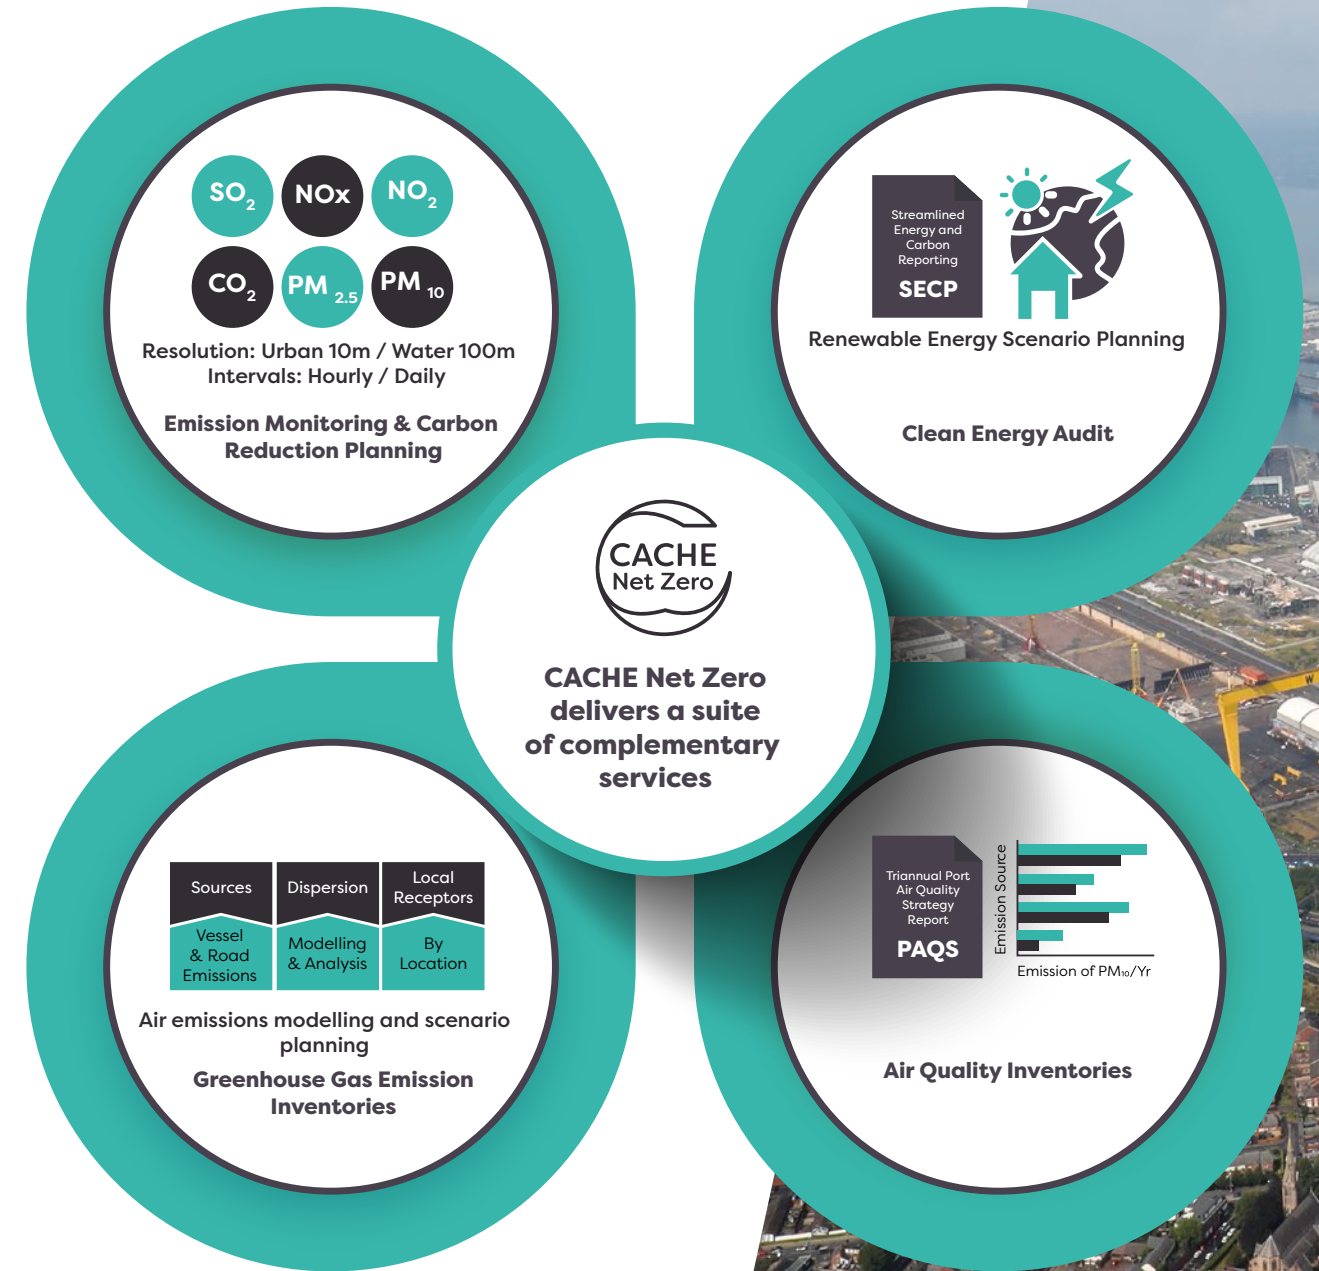 SO2
NOx
NO2
CO2
PM 2.5
PM 10
Resolution: Urban 10m / Water 100m
Intervals: Hourly / Daily
Emission Monitoring & Carbon
Reduction Planning
Streamlined
Energy and
Carbon
Reporting
SECP
Renewable Energy Scenario Planning
Clean Energy Audit
CACHE
Net Zero
CACHE Net Zero
delivers a suite
of complementary
services
Sources
Dispersion
Local
Receptors
Vessel
& Road
Emissions
Modelling
& Analysis
By
Location
Air emissions modelling and scenario
planning
Greenhouse Gas Emission
Inventories
Triannual Port
Air Quality
Strategy
Report
PAQS
Emission Source
Emission of PM10/Yr
Air Quality Inventories
W